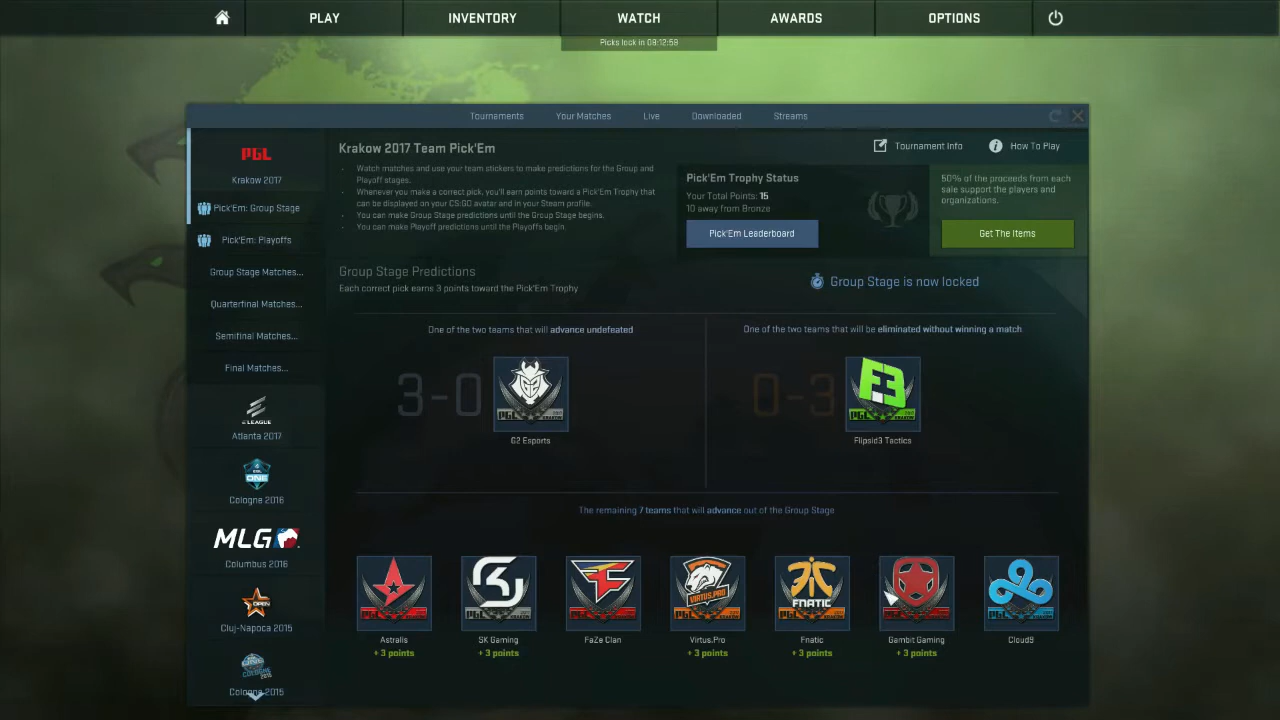 PLAY
INVENTORY
WATCH
AWARDS
OPTIONS
Picks lock in 08:12:59
Tournaments
Your Matches
Live
Downloaded
Streams
PGL
Krakow 2017
Pick'Em: Group Stage
Pick'Em: Playoffs
Group Stage Matches...
Quarterfinal Matches...
Semifinal Matches...
Final Matches...
ELEAGUE
Atlanta 2017
ESL
ONE
Cologne 2016
MLG
Columbus 2016
OPEN
Cluj-Napoca 2015
Cologne 2015
Krakow 2017 Team Pick'Em
• Watch matches and use your team stickers to make predictions for the Group and
Playoff stages.
• Whenever you make a correct pick, you'll earn points toward a Pick'Em Trophy that
can be displayed on your CS:GO avatar and in your Steam profile.
• You can make Group Stage predictions until the Group Stage begins.
• You can make Playoff predictions until the Playoffs begin.
Tournament Info
How To Play
Pick'Em Trophy Status
Your Total Points: 15
10 away from Bronze
Pick'Em Leaderboard
50% of the proceeds from each
sale support the players and
organizations.
Get The Items
Group Stage Predictions
Each correct pick earns 3 points toward the Pick'Em Trophy
Group Stage is now locked
One of the two teams that will advance undefeated
3-0
G2 Esports
One of the two teams that will be eliminated without winning a match
0-3
Flipsid3 Tactics
The remaining 7 teams that will advance out of the Group Stage
Astralis
+ 3 points
SK Gaming
+ 3 points
FaZe Clan
VIRTUS.PRO
Virtus.Pro
+ 3 points
FNATIC
Fnatic
+ 3 points
Gambit Gaming
+ 3 points
Cloud9